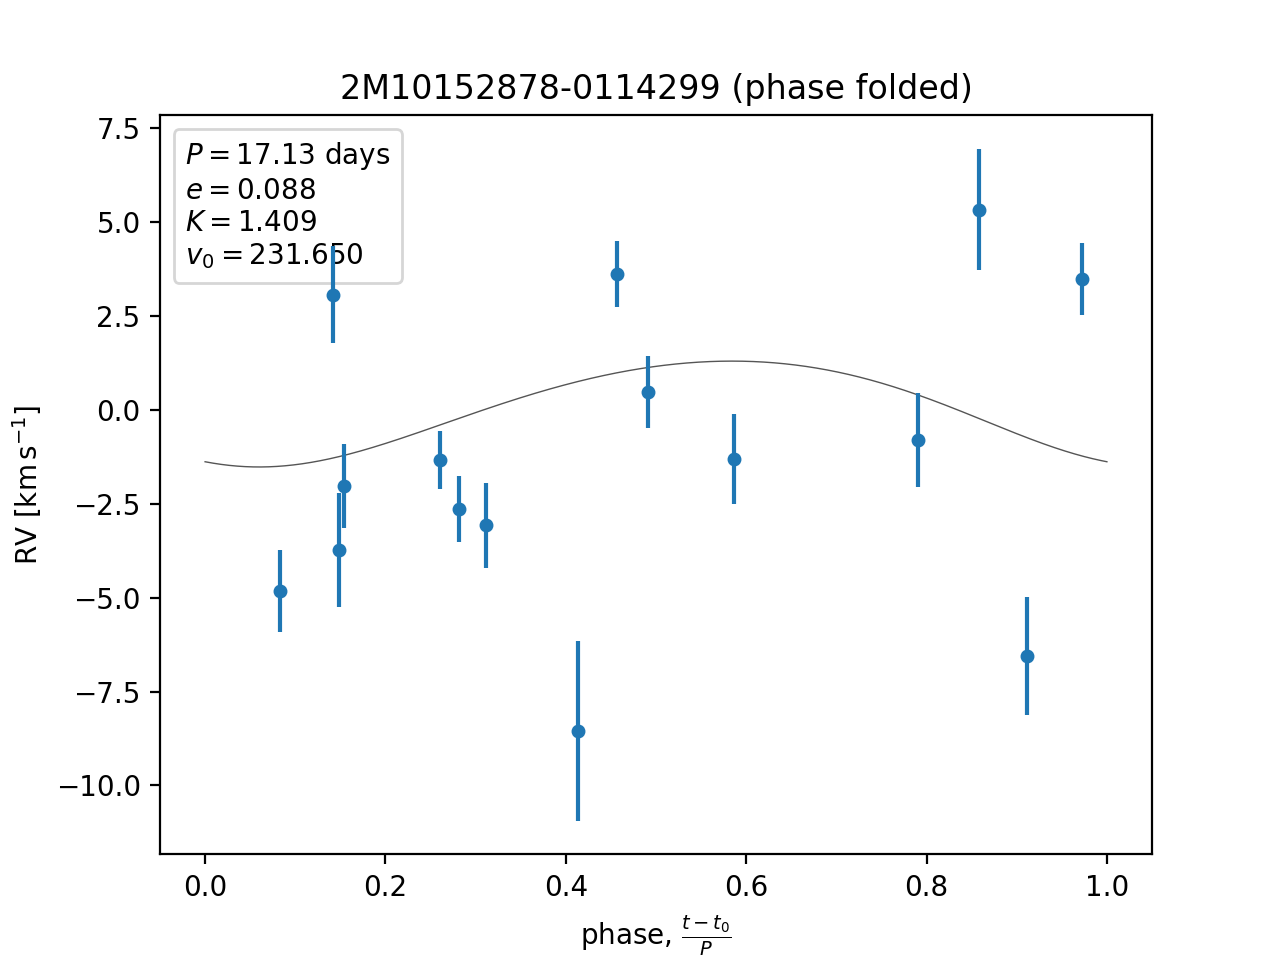 2M10152878-0114299 (phase folded)
P = 17.13 days
e = 0.088
K = 1.409
v₀ = 231.650
7.5
5.0
2.5
0.0
−2.5
−5.0
−7.5
−10.0
RV [km s⁻¹]
0.0 0.2 0.4 0.6 0.8 1.0
phase, (t − t₀)/P